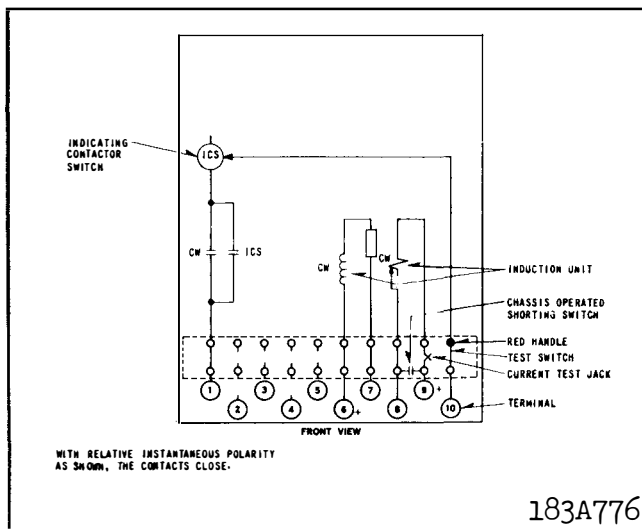 INDICATING
CONTACTOR
SWITCH
ICS
CW
ICS
CW
CW
INDUCTION UNIT
CHASSIS OPERATED
SHORTING SWITCH
RED HANDLE
TEST SWITCH
CURRENT TEST JACK
TERMINAL
1
3
5
7
9
+
2
4
6
+
8
10
FRONT VIEW
WITH RELATIVE INSTANTANEOUS POLARITY
AS SHOWN, THE CONTACTS CLOSE.
183A776